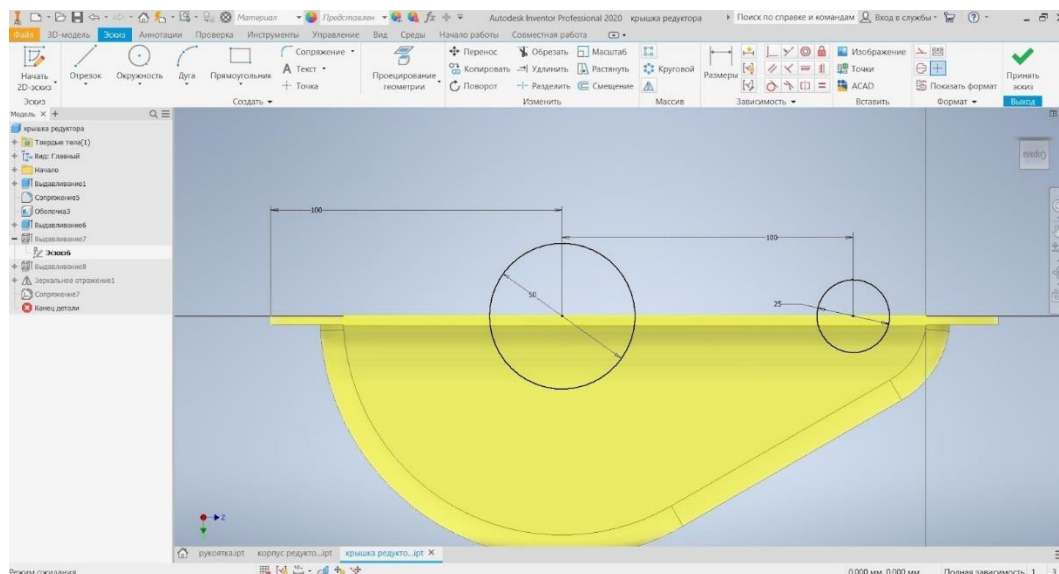 Материал
Представлен
fx
Autodesk Inventor Professional 2020 крышка редуктора
Поиск по справке и командам
Вход в службы
Файл 3D-модель Эскиз Аннотации Проверка Инструменты Управление Вид Среды Начало работы Совместная работа
Начать 2D-эскиз
Отрезок
Окружность
Дуга
Прямоугольник
Сопряжение
A Текст
Точка
Проецирование геометрии
Перенос
Копировать
Поворот
Обрезать
Удлинить
Разделить
Масштаб
Растянуть
Смещение
Круговой
Размеры
Изображение
Точки
ACAD
Показать формат
Принять эскиз
Эскиз
Создать
Изменить
Массив
Зависимость
Вставить
Формат
Выход
Модель
крышка редуктора
Твердые тела(1)
Вид: Главный
Начало
Выдавливание1
Сопряжение5
Оболочка3
Выдавливание6
Выдавливание7
Эскиз6
Выдавливание8
Зеркальное отражение1
Сопряжение7
Конец детали
100
100
50
25
Z
Y
рукоятка.ipt корпус редукто...ipt крышка редукто...ipt
Режим ожидания
0.000 мм, 0.000 мм Полная зависимость 1 3